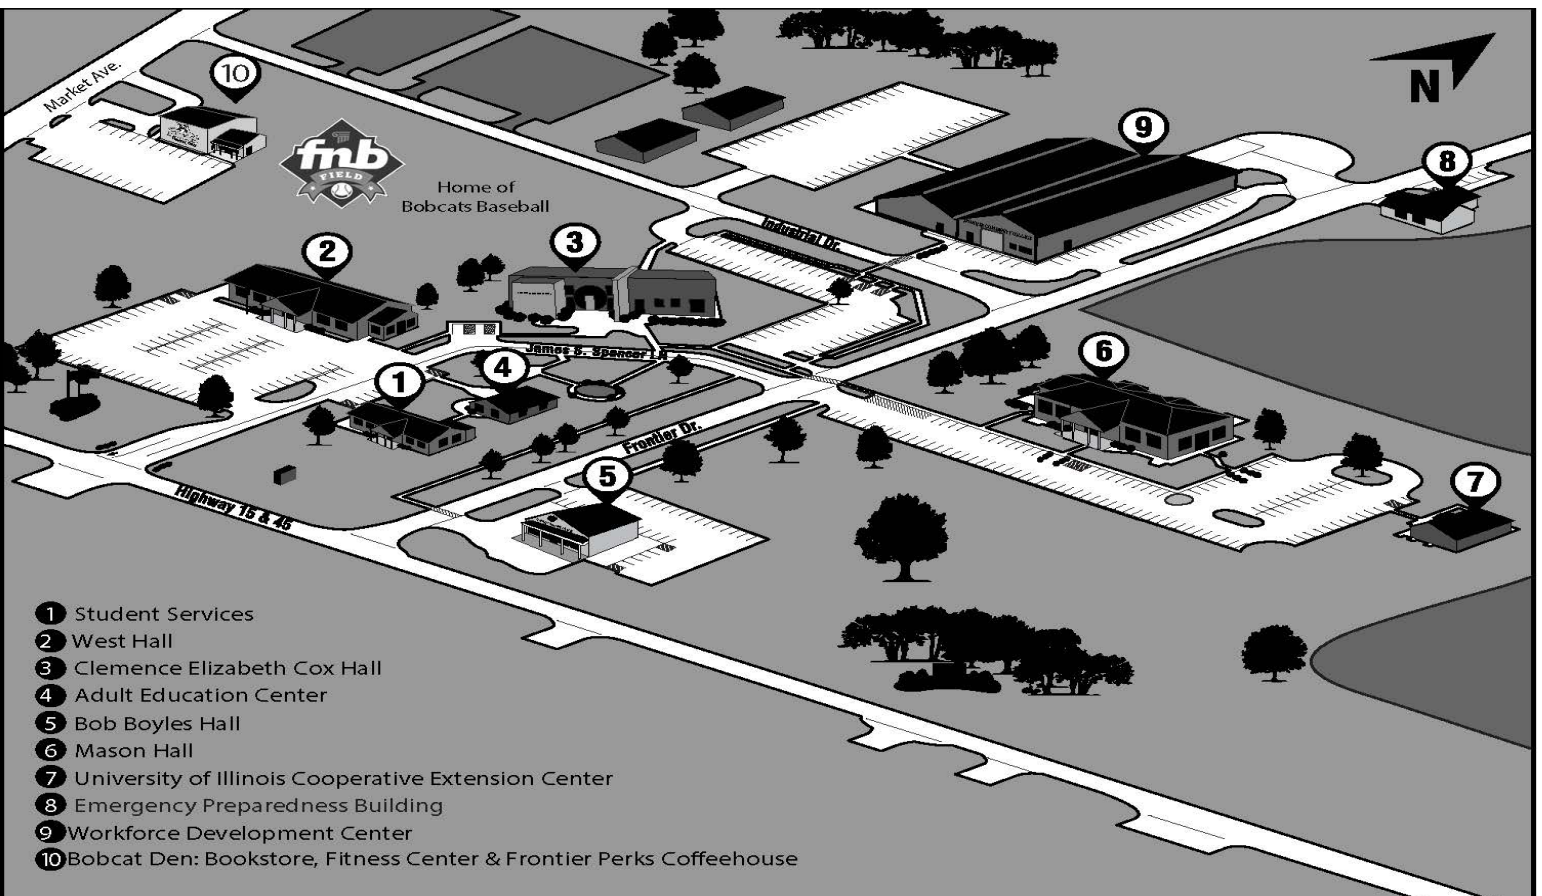 Market Ave.
10
fnb
FIELD
Home of
Bobcats Baseball
N
9
8
Industrial Dr.
2
3
James S. Spencer Ln
1
4
6
Frontier Dr.
5
7
Highway 15 & 45
1 Student Services
2 West Hall
3 Clemence Elizabeth Cox Hall
4 Adult Education Center
5 Bob Boyles Hall
6 Mason Hall
7 University of Illinois Cooperative Extension Center
8 Emergency Preparedness Building
9 Workforce Development Center
10 Bobcat Den: Bookstore, Fitness Center & Frontier Perks Coffeehouse